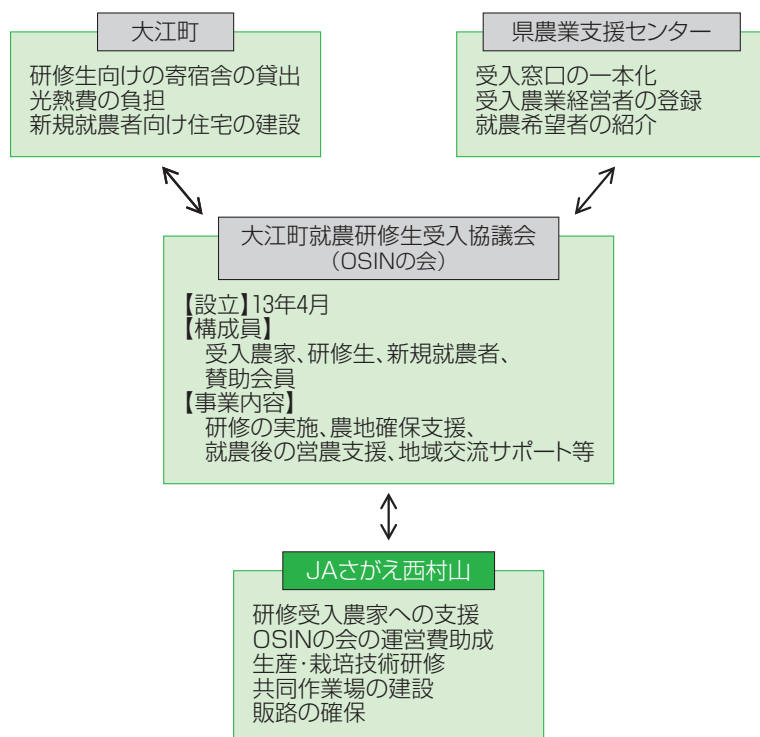 大江町
研修生向けの寄宿舎の貸出
光熱費の負担
新規就農者向け住宅の建設
県農業支援センター
受入窓口の一本化
受入農業経営者の登録
就農希望者の紹介
大江町就農研修生受入協議会
（OSINの会）
【設立】13年4月
【構成員】
受入農家、研修生、新規就農者、
賛助会員
【事業内容】
研修の実施、農地確保支援、
就農後の営農支援、地域交流サポート等
JAさがえ西村山
研修受入農家への支援
OSINの会の運営費助成
生産・栽培技術研修
共同作業場の建設
販路の確保